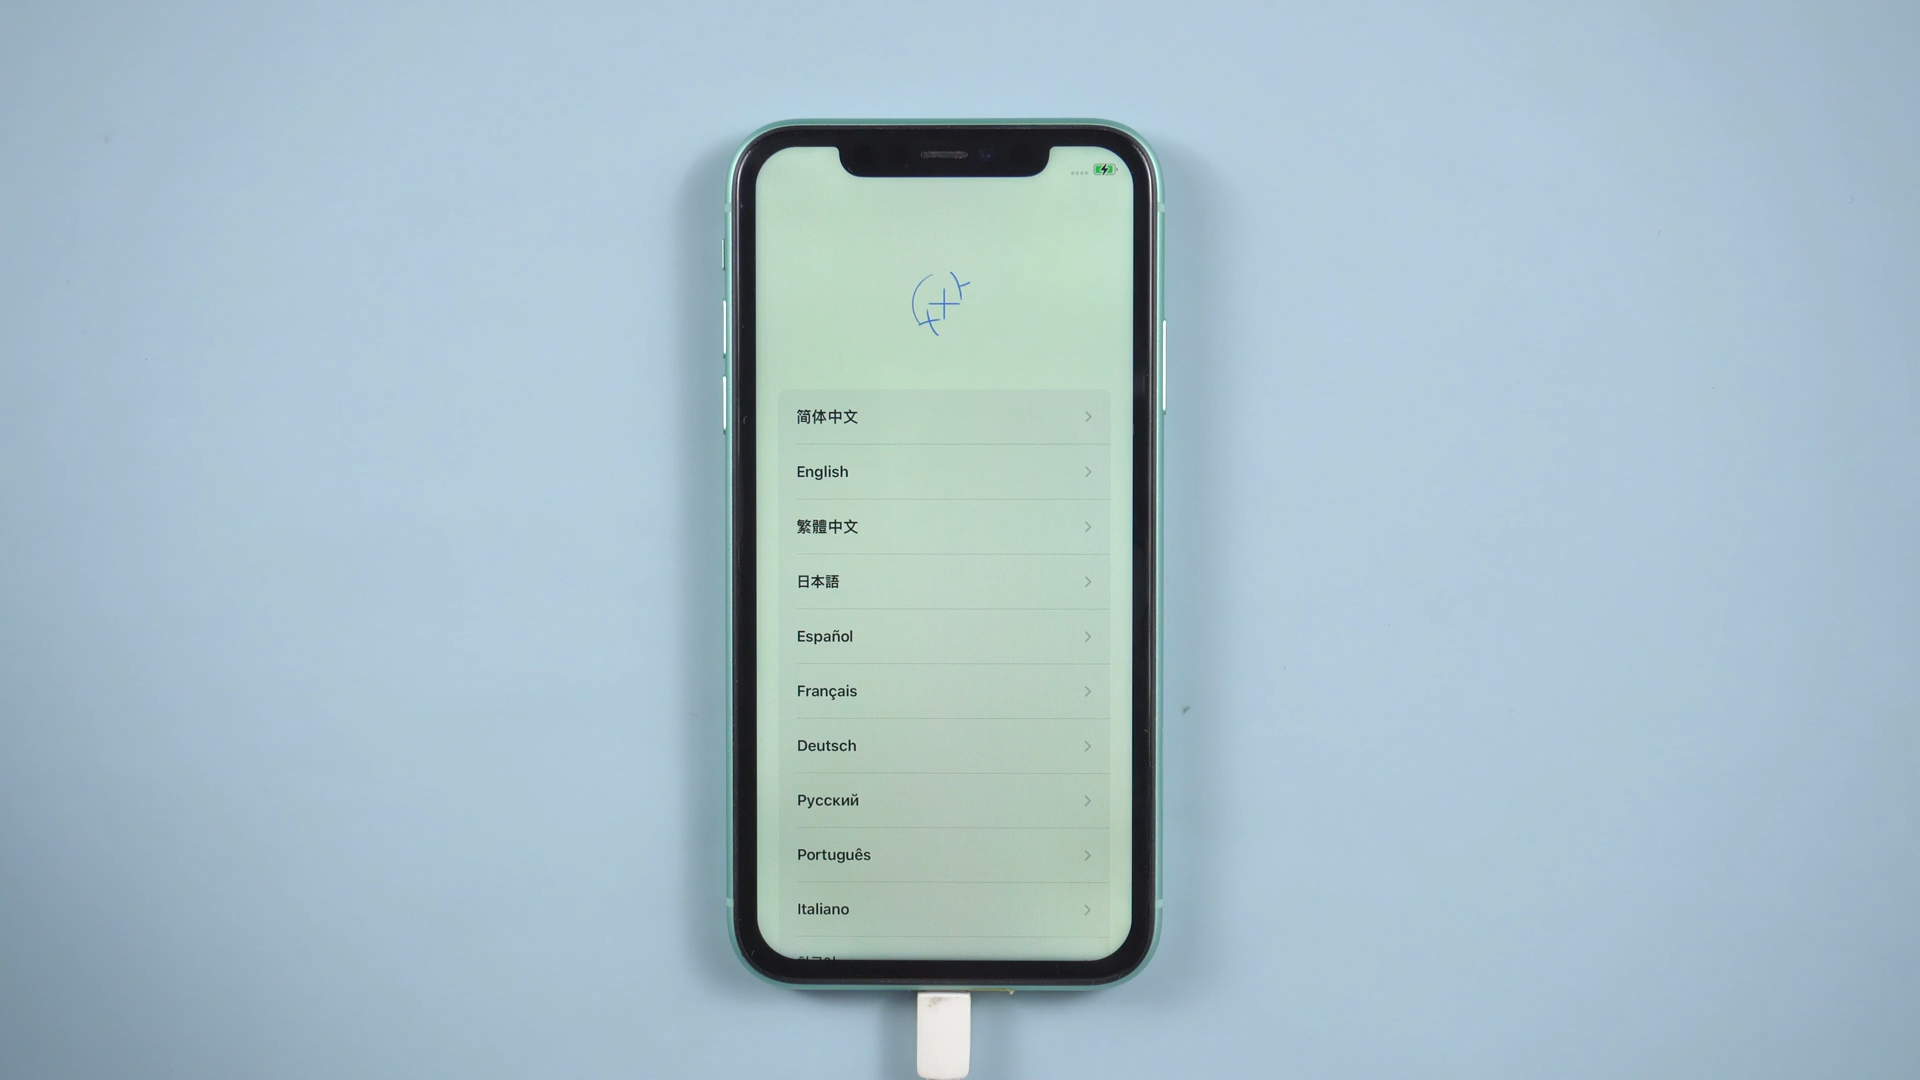 简体中文
English
繁體中文
日本語
Español
Français
Deutsch
Русский
Português
Italiano